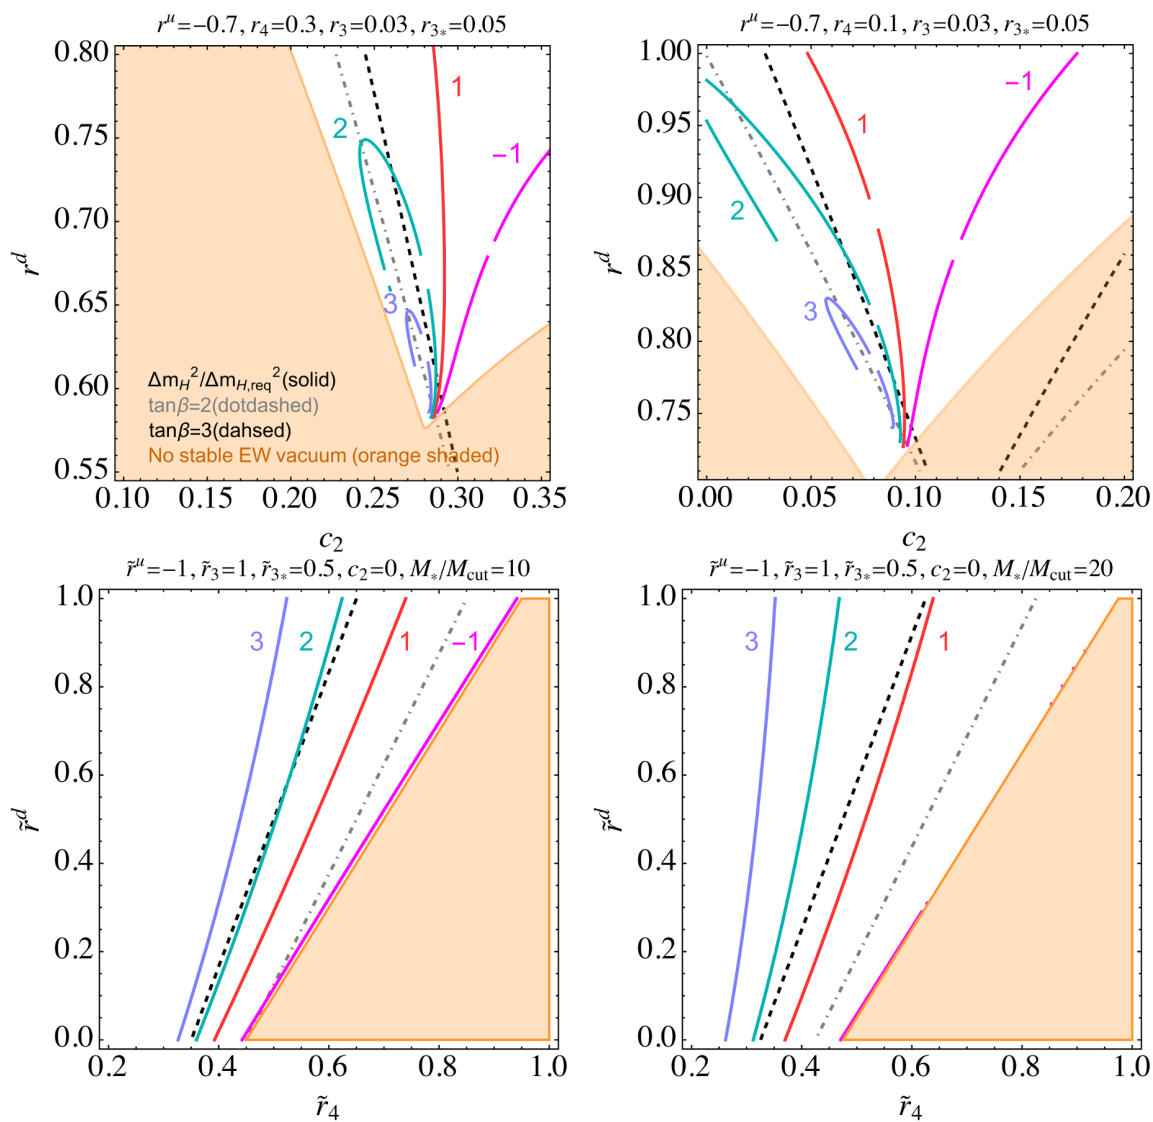 r^μ=−0.7, r_4=0.3, r_3=0.03, r_{3*}=0.05
0.80
0.75
0.70
0.65
0.60
0.55
r^d
1
2
−1
3
Δm_H^2/Δm_{H,req}^2(solid)
tanβ=2(dotdashed)
tanβ=3(dahsed)
No stable EW vacuum (orange shaded)
0.10 0.15 0.20 0.25 0.30 0.35
c_2
r^μ=−0.7, r_4=0.1, r_3=0.03, r_{3*}=0.05
1.00
0.95
0.90
0.85
0.80
0.75
r^d
−1
1
2
3
0.00 0.05 0.10 0.15 0.20
c_2
r̃^μ=−1, r̃_3=1, r̃_{3*}=0.5, c_2=0, M_*/M_cut=10
1.0
0.8
0.6
0.4
0.2
0.0
r̃^d
3 2 1 −1
0.2 0.4 0.6 0.8 1.0
r̃_4
r̃^μ=−1, r̃_3=1, r̃_{3*}=0.5, c_2=0, M_*/M_cut=20
1.0
0.8
0.6
0.4
0.2
0.0
r̃^d
3 2 1
0.2 0.4 0.6 0.8 1.0
r̃_4